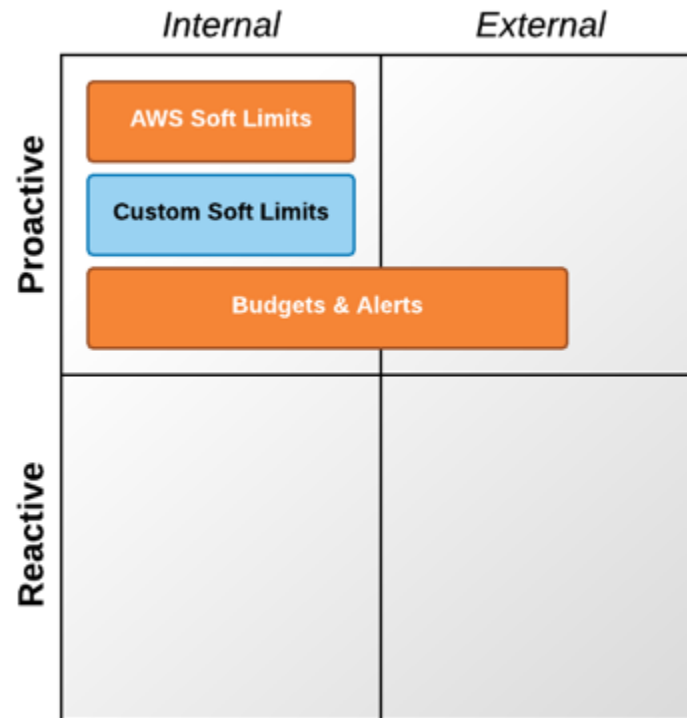 Internal
External
Proactive
AWS Soft Limits
Custom Soft Limits
Budgets & Alerts
Reactive